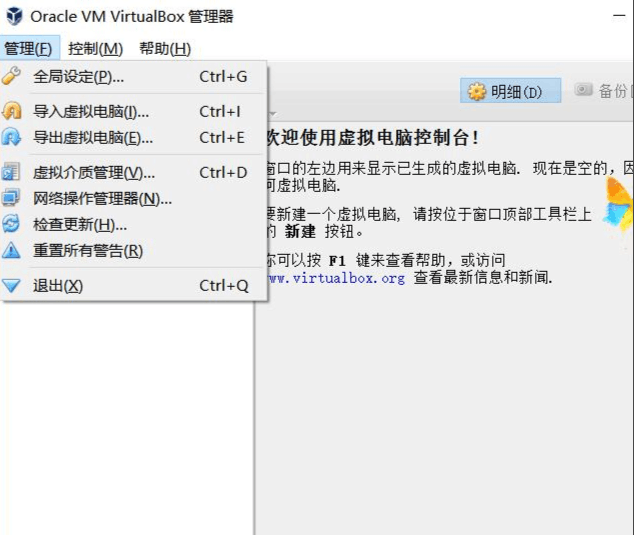 Oracle VM VirtualBox 管理器
管理(F) 控制(M) 帮助(H)
全局设定(P)... Ctrl+G
导入虚拟电脑(I)... Ctrl+I
导出虚拟电脑(E)... Ctrl+E
虚拟介质管理(V)... Ctrl+D
网络操作管理器(N)...
检查更新(H)...
重置所有警告(R)
退出(X) Ctrl+Q
明细(D) 备份
欢迎使用虚拟电脑控制台!
窗口的左边用来显示已生成的虚拟电脑. 现在是空的, 因
何虚拟电脑.
要新建一个虚拟电脑, 请按位于窗口顶部工具栏上
的 新建 按钮。
你可以按 F1 键来查看帮助, 或访问
ww.virtualbox.org 查看最新信息和新闻.